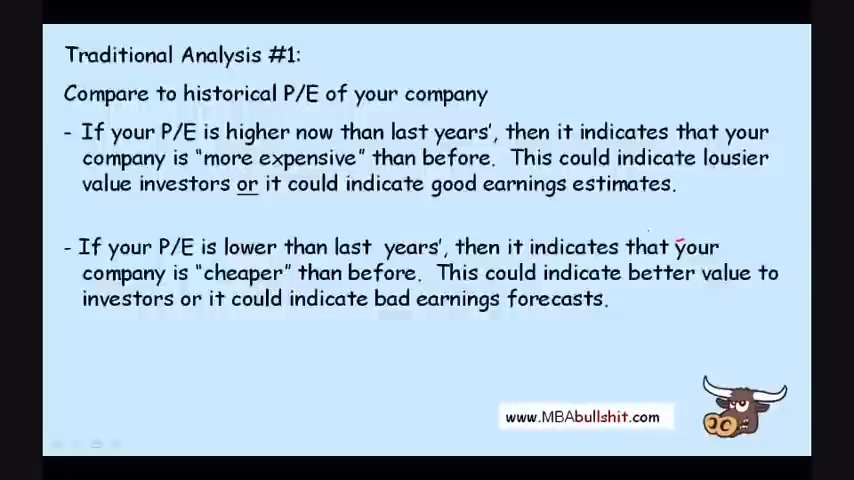 Traditional Analysis #1:
Compare to historical P/E of your company
- If your P/E is higher now than last years’, then it indicates that your
company is “more expensive” than before. This could indicate lousier
value investors or it could indicate good earnings estimates.
- If your P/E is lower than last years’, then it indicates that your
company is “cheaper” than before. This could indicate better value to
investors or it could indicate bad earnings forecasts.
www.MBAbullshit.com